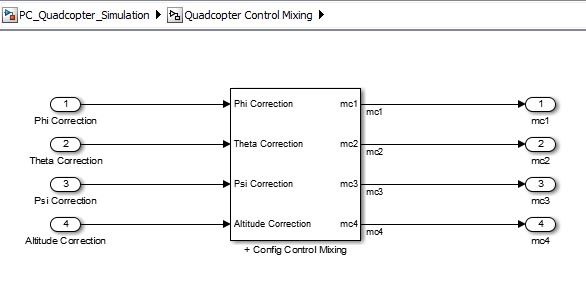 PC_Quadcopter_Simulation Quadcopter Control Mixing
1 Phi Correction mc1 1
Phi Correction mc1 mc1
2 Theta Correction mc2 2
Theta Correction mc2 mc2
3 Psi Correction mc3 3
Psi Correction mc3 mc3
4 Altitude Correction mc4 4
Altitude Correction mc4 mc4
+ Config Control Mixing